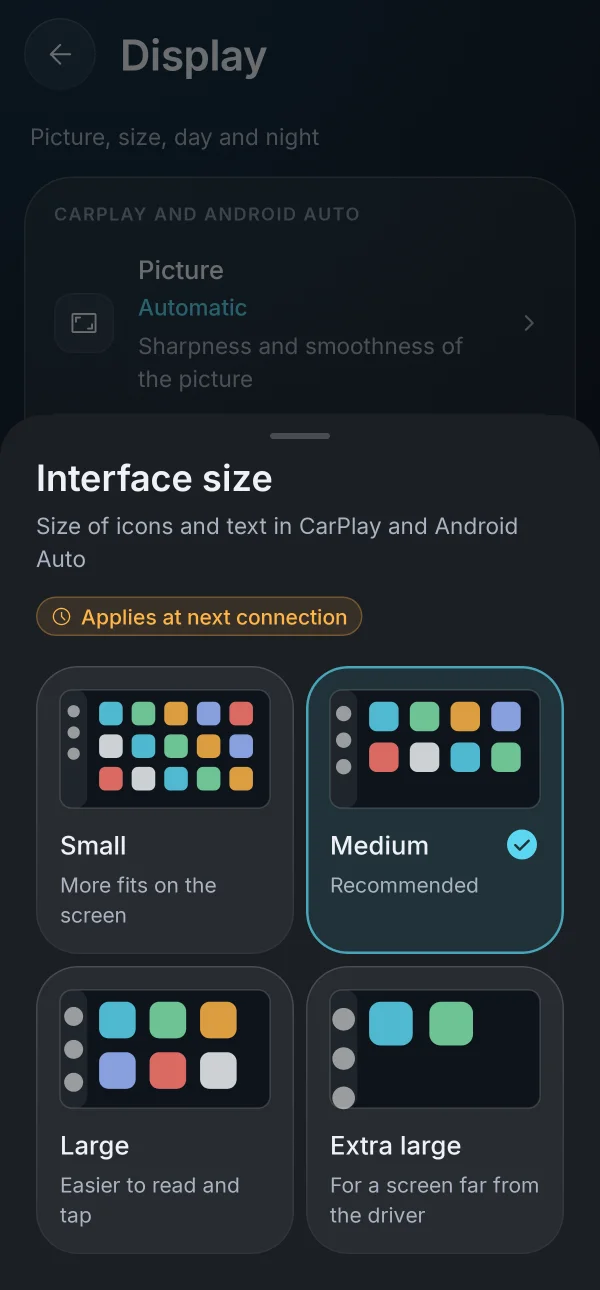 Display
Picture, size, day and night
CARPLAY AND ANDROID AUTO
Picture
Automatic
Sharpness and smoothness of
the picture
Interface size
Size of icons and text in CarPlay and Android
Auto
Applies at next connection
Small
More fits on the
screen
Medium
Recommended
Large
Easier to read and
tap
Extra large
For a screen far from
the driver